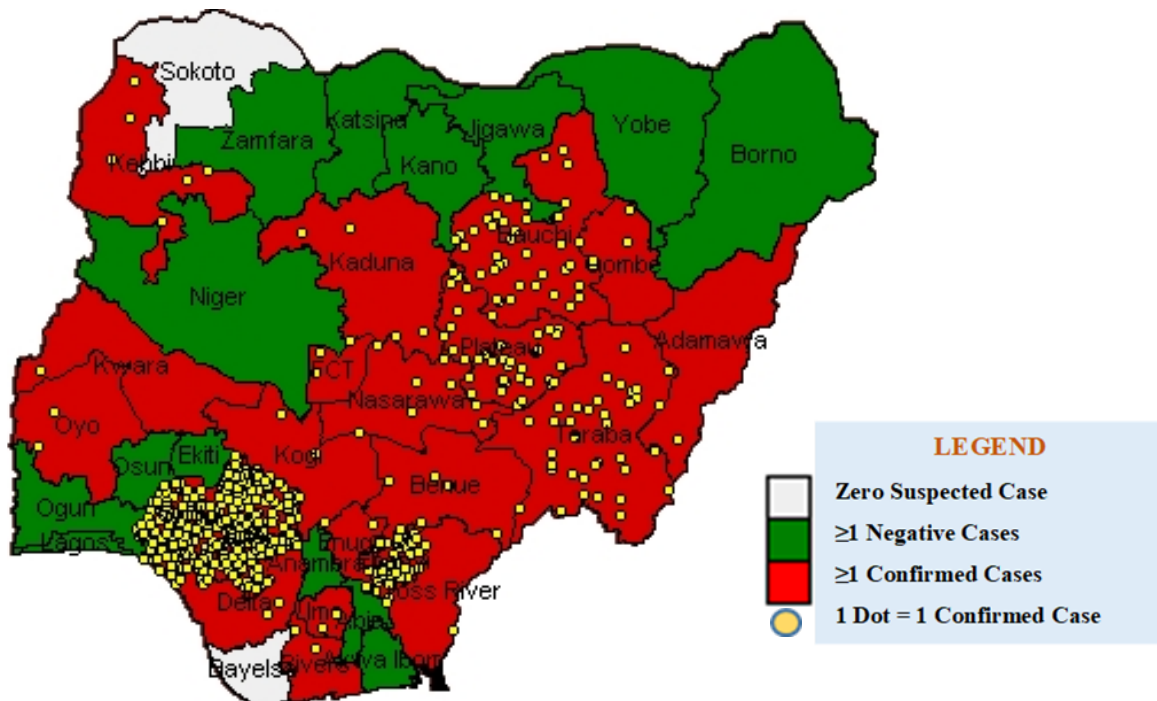 Sokoto
Katsina
Jigawa
Yobe
Zamfara
Kano
Borno
Kebbi
Bauchi
Gombe
Kaduna
Niger
Adamawa
Plateau
Kwara
FCT
Nasarawa
Oyo
Taraba
Kogi
Ekiti
Osun
Benue
Ogun
Lagos
Enugu
Anambra
Cross River
Delta
Imo
Abia
Rivers
Akwa Ibom
Bayelsa
LEGEND
Zero Suspected Case
≥1 Negative Cases
≥1 Confirmed Cases
1 Dot = 1 Confirmed Case